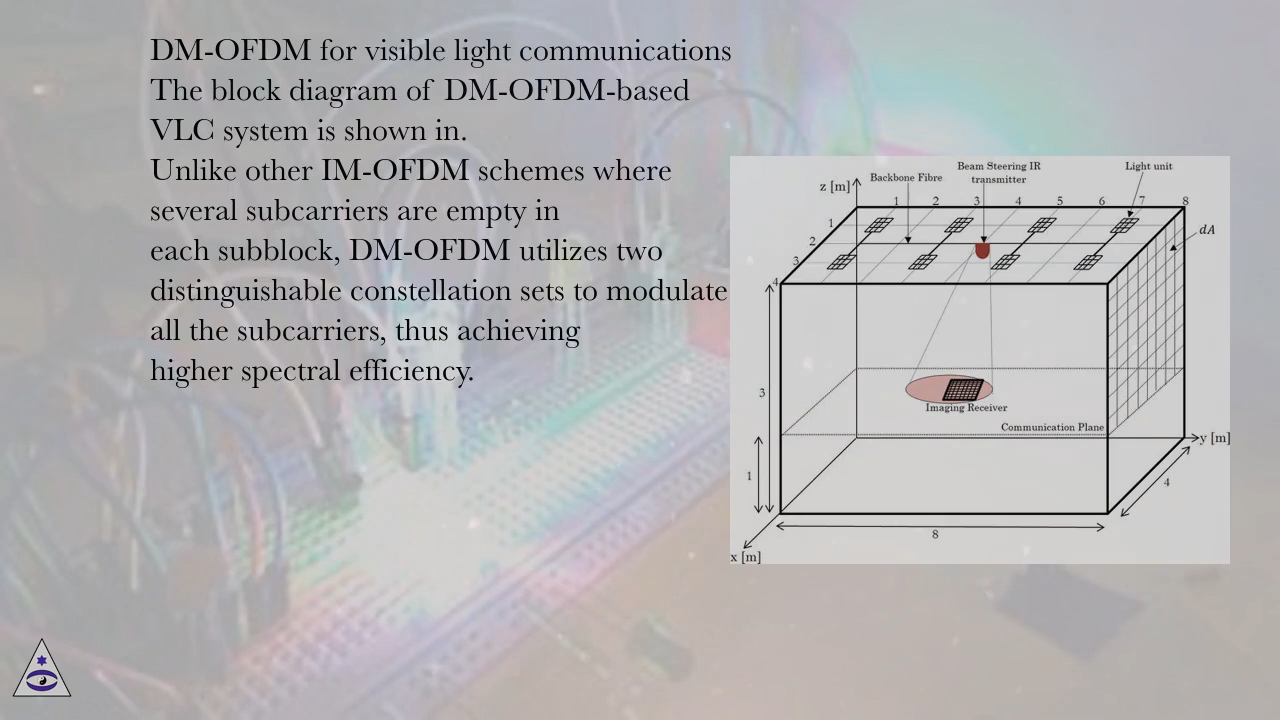 DM-OFDM for visible light communications
The block diagram of DM-OFDM-based
VLC system is shown in.
Unlike other IM-OFDM schemes where
several subcarriers are empty in
each subblock, DM-OFDM utilizes two
distinguishable constellation sets to modulate
all the subcarriers, thus achieving
higher spectral efficiency.
Beam Steering IR
transmitter
Light unit
Backbone Fibre
z [m]
1 2 3 4 5 6 7 8
1
2
3
4
dA
3
Imaging Receiver
Communication Plane
y [m]
1
4
8
x [m]